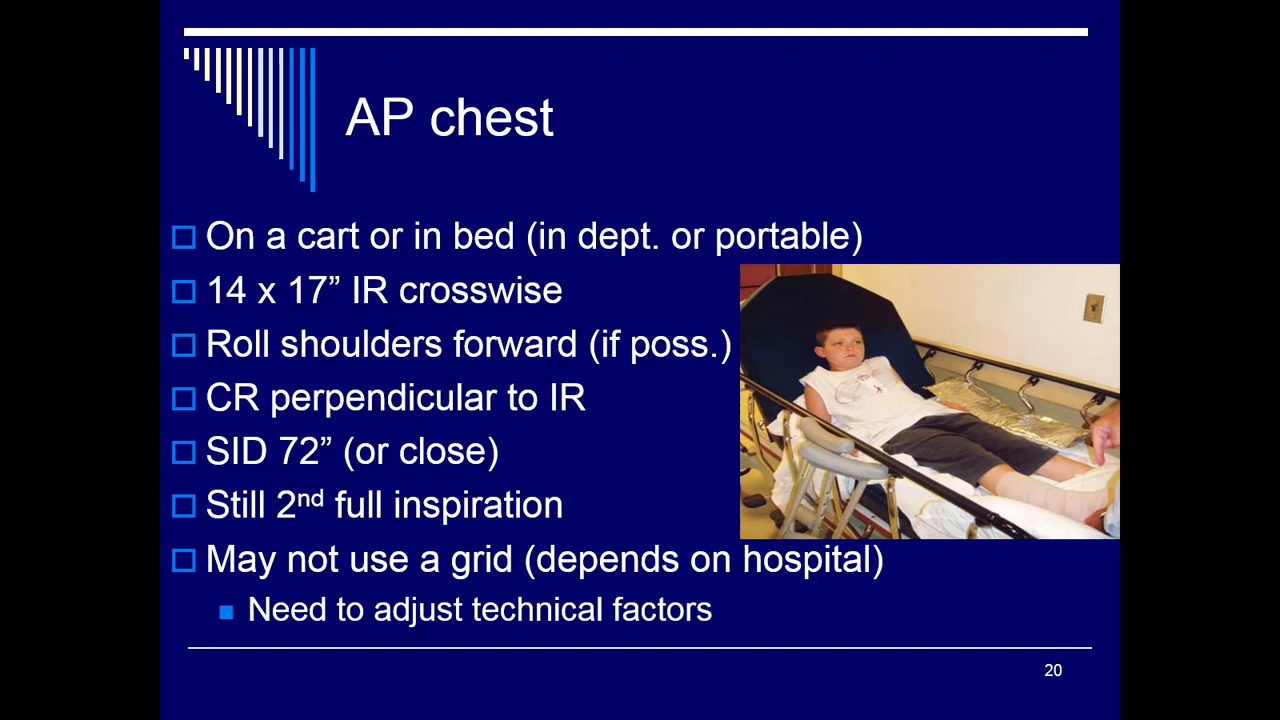 AP chest
On a cart or in bed (in dept. or portable)
14 x 17” IR crosswise
Roll shoulders forward (if poss.)
CR perpendicular to IR
SID 72” (or close)
Still 2nd full inspiration
May not use a grid (depends on hospital)
Need to adjust technical factors
20